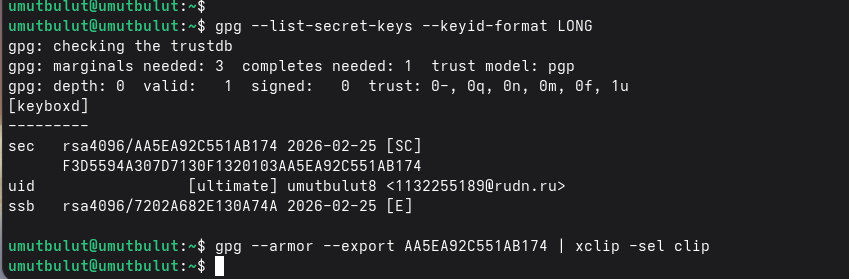 umutbulut@umutbulut:~$
umutbulut@umutbulut:~$ gpg --list-secret-keys --keyid-format LONG
gpg: checking the trustdb
gpg: marginals needed: 3  completes needed: 1  trust model: pgp
gpg: depth: 0  valid:   1  signed:   0  trust: 0-, 0q, 0n, 0m, 0f, 1u
[keyboxd]
---------
sec   rsa4096/AA5EA92C551AB174 2026-02-25 [SC]
      F3D5594A307D7130F1320103AA5EA92C551AB174
uid                 [ultimate] umutbulut8 <1132255189@rudn.ru>
ssb   rsa4096/7202A682E130A74A 2026-02-25 [E]

umutbulut@umutbulut:~$ gpg --armor --export AA5EA92C551AB174 | xclip -sel clip
umutbulut@umutbulut:~$